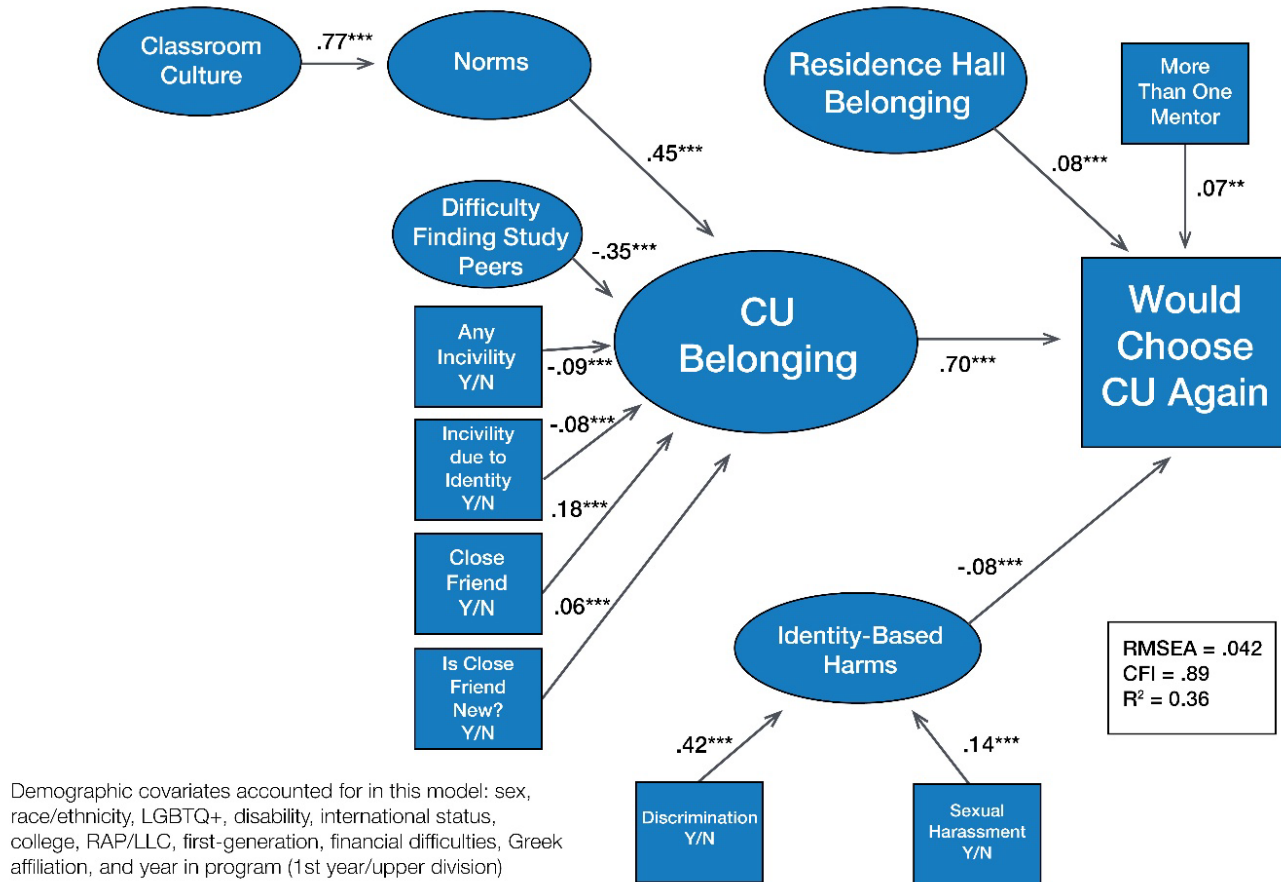 Classroom
Culture
.77***
Norms
Residence Hall
Belonging
More
Than One
Mentor
.45***
.08***
.07**
Difficulty
Finding Study
Peers
-.35***
Any
Incivility
Y/N
-.09***
CU
Belonging
.70***
Would
Choose
CU Again
Incivility
due to
Identity
Y/N
-.08***
.18***
Close
Friend
Y/N
.06***
Is Close
Friend
New?
Y/N
-.08***
Identity-Based
Harms
.42***
.14***
Discrimination
Y/N
Sexual
Harassment
Y/N
RMSEA = .042
CFI = .89
R² = 0.36
Demographic covariates accounted for in this model: sex,
race/ethnicity, LGBTQ+, disability, international status,
college, RAP/LLC, first-generation, financial difficulties, Greek
affiliation, and year in program (1st year/upper division)